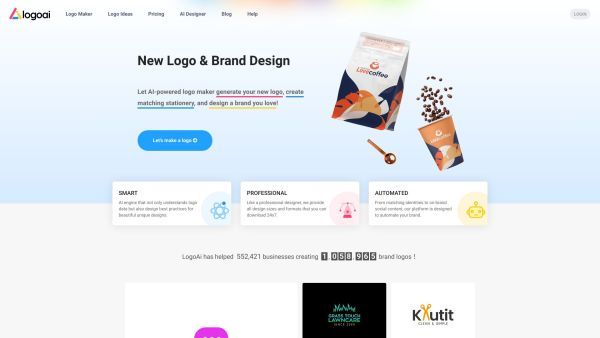 logoai
Logo Maker Logo Ideas Pricing AI Designer Blog Help LOGIN
New Logo & Brand Design
Let AI-powered logo maker generate your new logo, create
matching stationery, and design a brand you love!
Let's make a logo
Lovecoffee
Lovecoffee
SMART
AI engine that not only understands logo
data but also design best practices for
beautiful unique designs.
PROFESSIONAL
Like a professional designer, we provide
all design sizes and formats that you can
download 24x7.
AUTOMATED
From matching identities to on-brand
social content, our platform is designed
to automate your brand.
LogoAi has helped 552,421 businesses creating 1,058,965 brand logos !
GRASS TOUCH
LAWNCARE
SINCE 2009
Kutit
CLEAN & SIMPLE